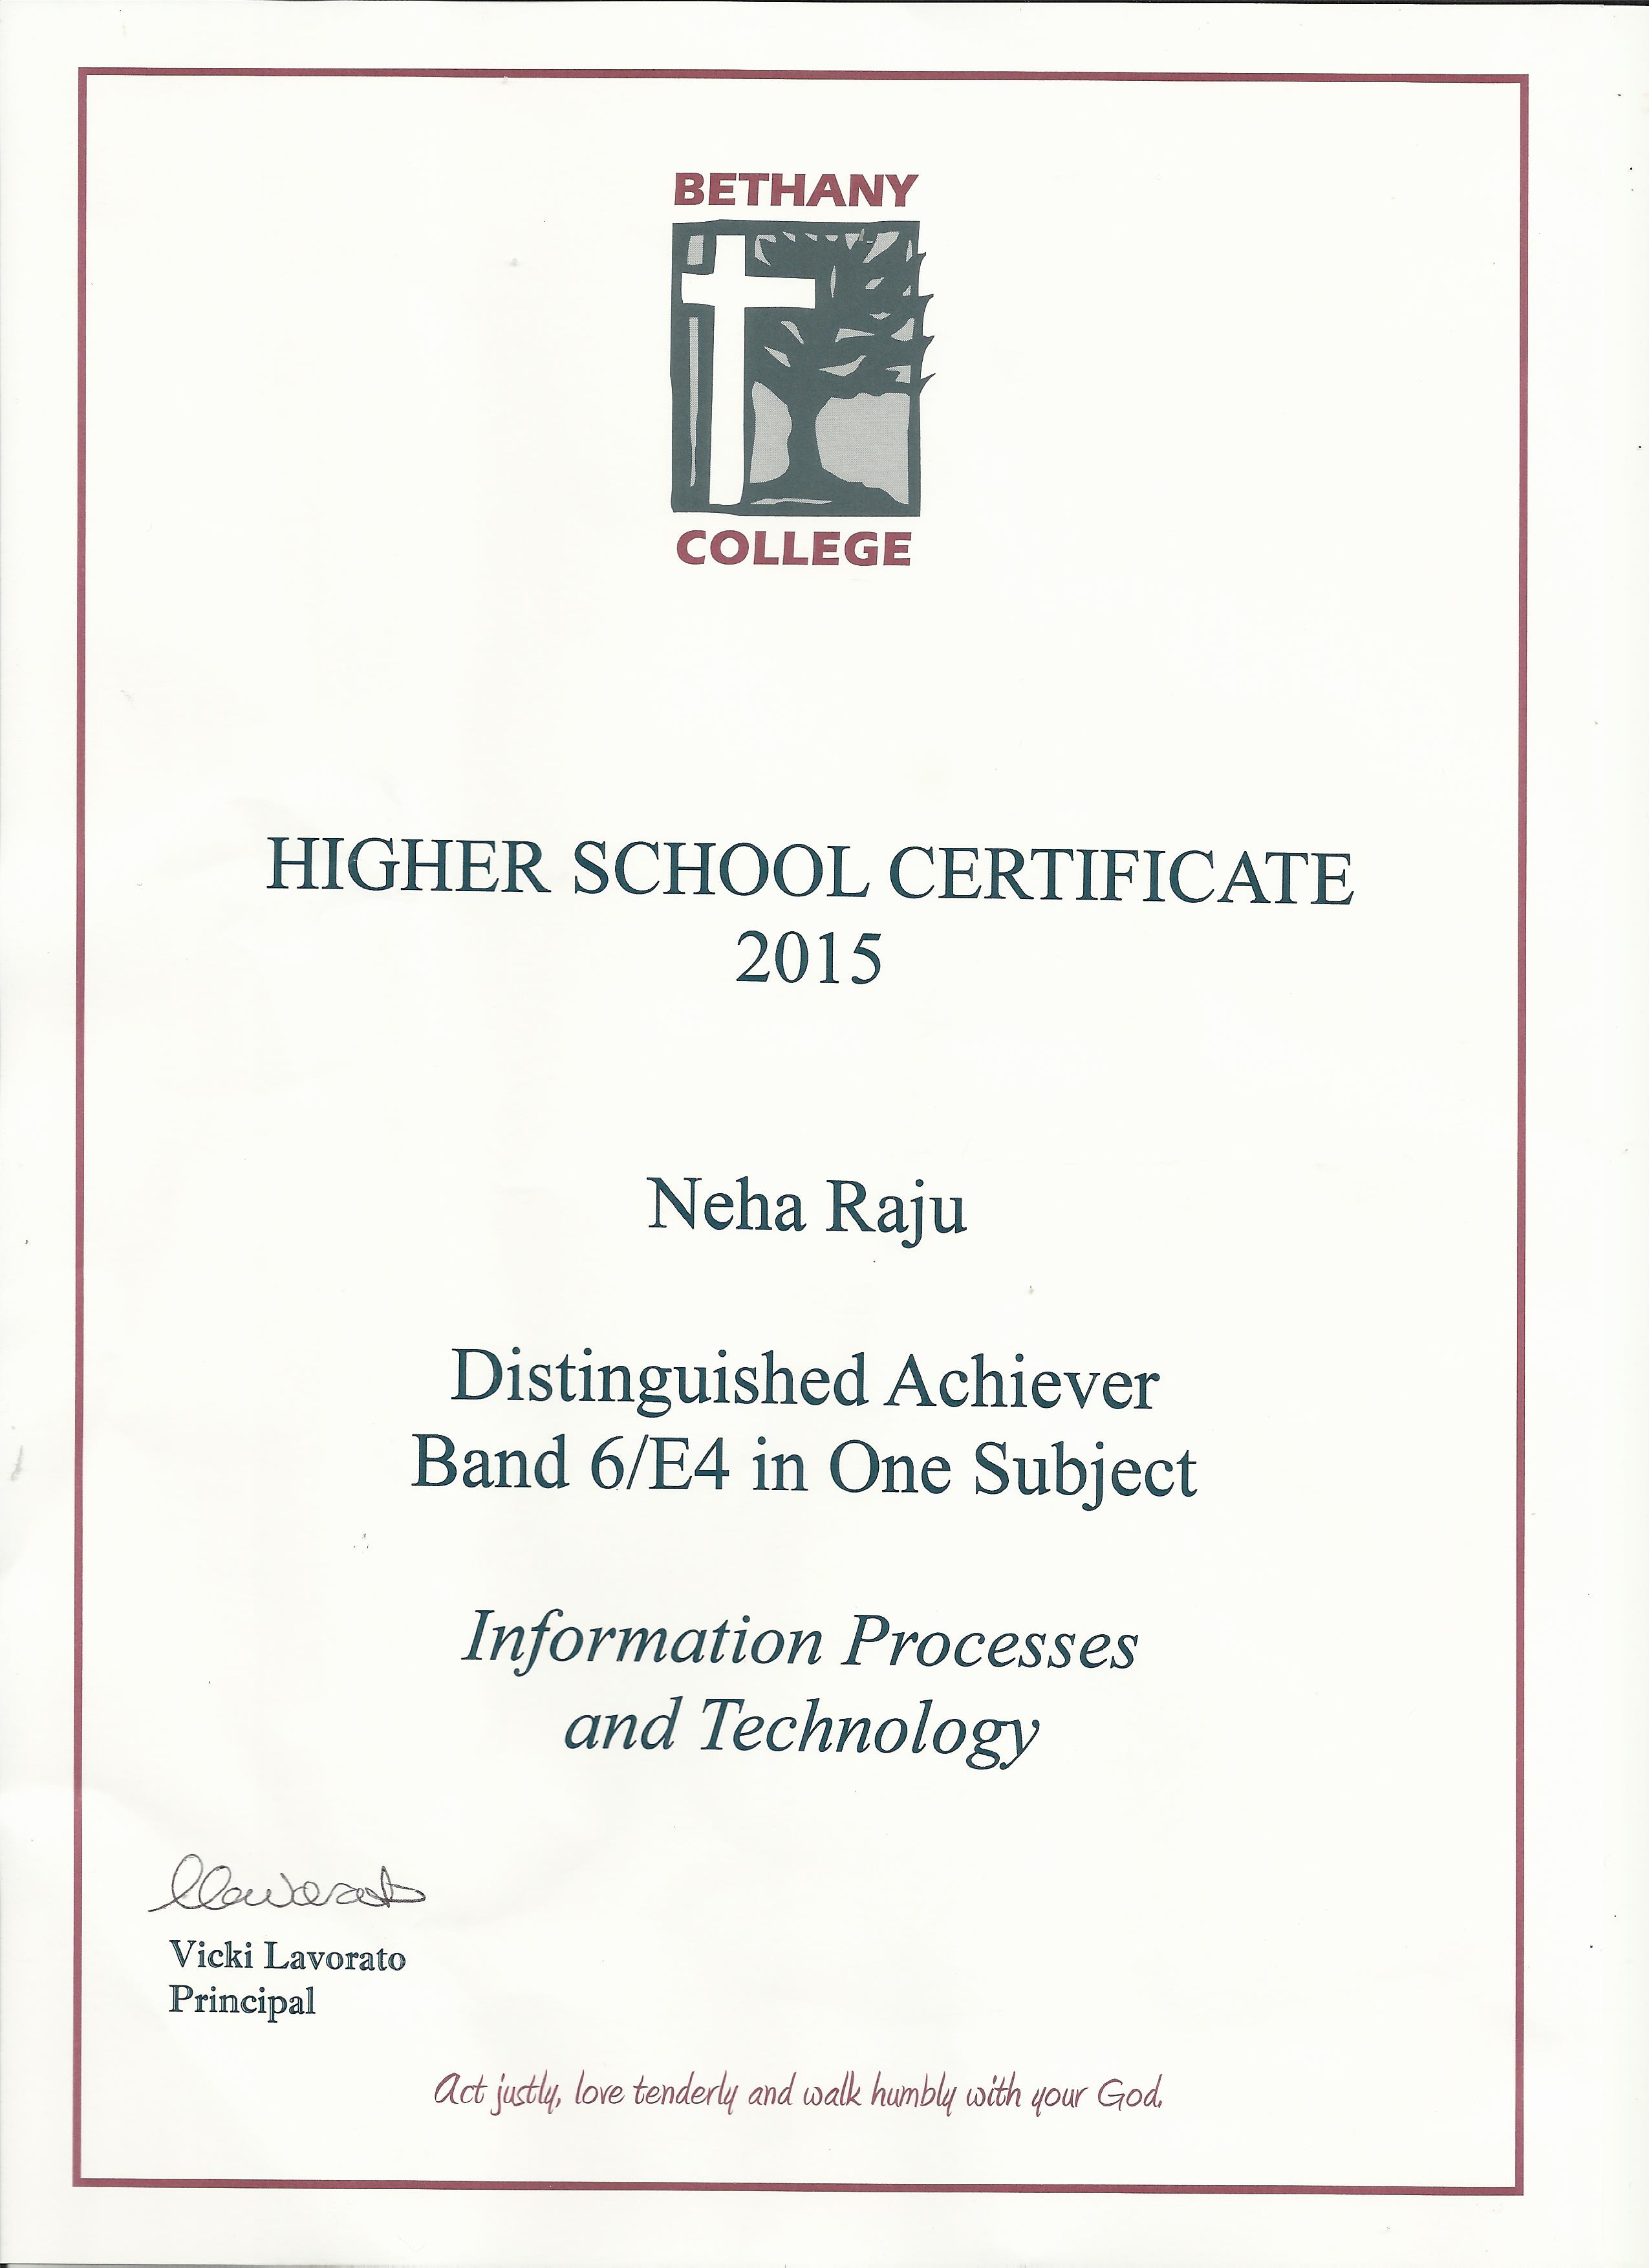 BETHANY
COLLEGE
HIGHER SCHOOL CERTIFICATE
2015
Neha Raju
Distinguished Achiever
Band 6/E4 in One Subject
Information Processes
and Technology
Vicki Lavorato
Principal
Act justly, love tenderly and walk humbly with your God.